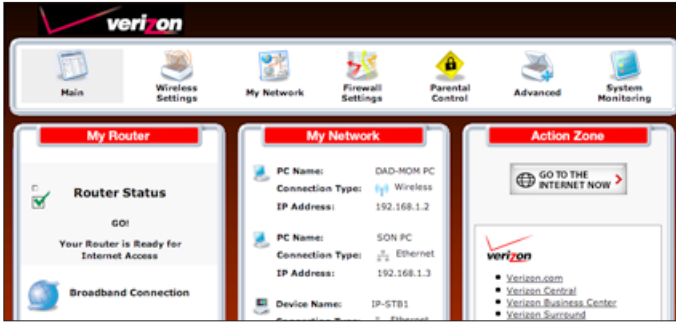 verizon
Main
Wireless
Settings
My Network
Firewall
Settings
Parental
Control
Advanced
System
Monitoring
My Router
Router Status
GO!
Your Router is Ready for
Internet Access
Broadband Connection
My Network
PC Name: DAD-MOM PC
Connection Type: Wireless
IP Address: 192.168.1.2
PC Name: SON PC
Connection Type: Ethernet
IP Address: 192.168.1.3
Device Name: IP-STB1
Connection Type: Ethernet
Action Zone
GO TO THE
INTERNET NOW
verizon
Verizon.com
Verizon Central
Verizon Business Center
Verizon Surround